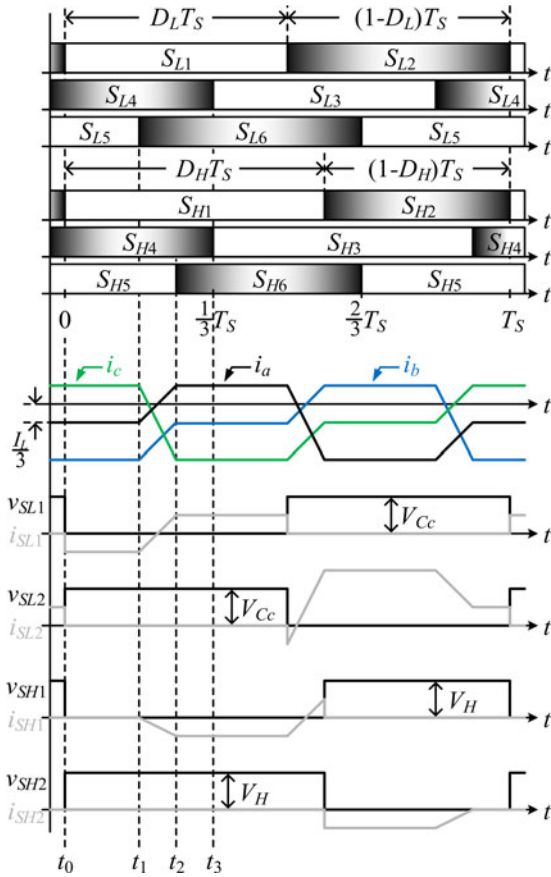 D_L T_S (1-D_L)T_S
S_L1 S_L2 t
S_L4 S_L3 S_L4 t
S_L5 S_L6 S_L5 t
D_H T_S (1-D_H)T_S
S_H1 S_H2 t
S_H4 S_H3 S_H4 t
S_H5 S_H6 S_H5 t
0 1/3 T_S 2/3 T_S T_S
i_c i_a i_b
t
I_L/3
v_SL1 V_Cc
i_SL1 t
v_SL2 V_Cc
i_SL2 t
v_SH1 V_H
i_SH1 t
v_SH2 V_H
i_SH2 t
t_0 t_1 t_2 t_3